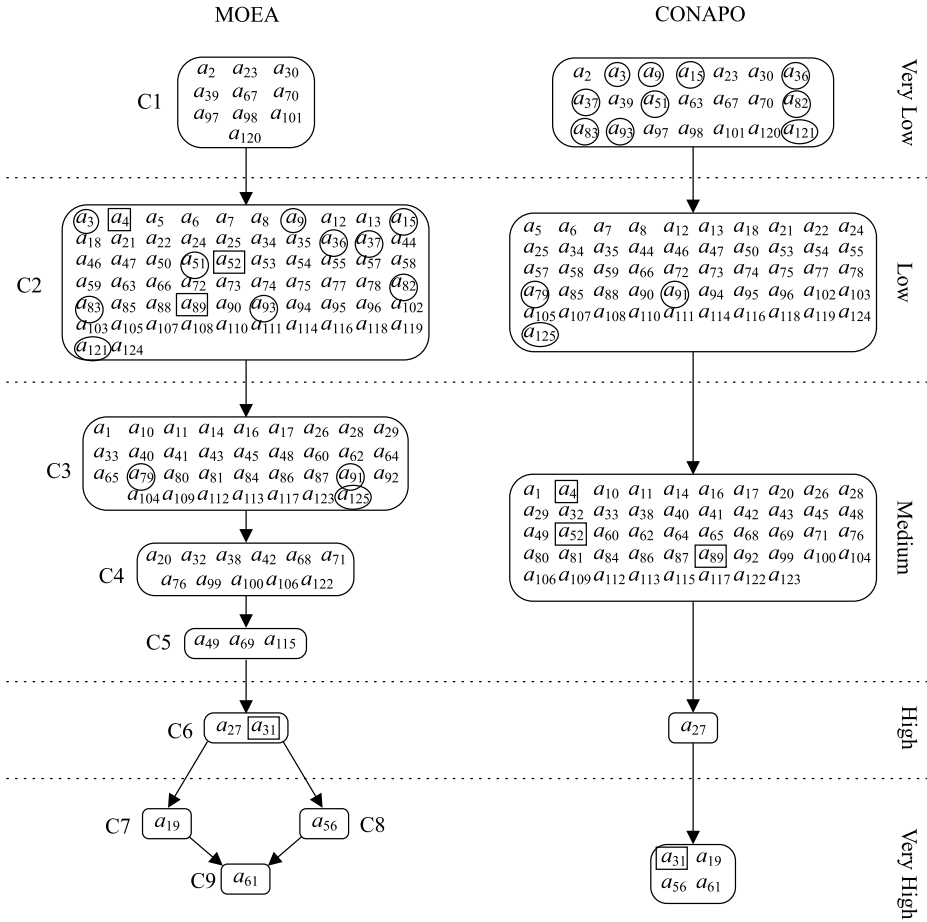 MOEA CONAPO
C1
a2 a23 a30
a39 a67 a70
a97 a98 a101
a120
a2 a3 a9 a15 a23 a30 a36
a37 a39 a51 a63 a67 a70 a82
a83 a93 a97 a98 a101 a120 a121
Very Low
C2
a3 a4 a5 a6 a7 a8 a9 a12 a13 a15
a18 a21 a22 a24 a25 a34 a35 a36 a37 a44
a46 a47 a50 a51 a52 a53 a54 a55 a57 a58
a59 a63 a66 a72 a73 a74 a75 a77 a78 a82
a83 a85 a88 a89 a90 a93 a94 a95 a96 a102
a103 a105 a107 a108 a110 a111 a114 a116 a118 a119
a121 a124
a5 a6 a7 a8 a12 a13 a18 a21 a22 a24
a25 a34 a35 a44 a46 a47 a50 a53 a54 a55
a57 a58 a59 a66 a72 a73 a74 a75 a77 a78
a79 a85 a88 a90 a91 a94 a95 a96 a102 a103
a105 a107 a108 a110 a111 a114 a116 a118 a119 a124
a125
Low
C3
a1 a10 a11 a14 a16 a17 a26 a28 a29
a33 a40 a41 a43 a45 a48 a60 a62 a64
a65 a79 a80 a81 a84 a86 a87 a91 a92
a104 a109 a112 a113 a117 a123 a125
C4
a20 a32 a38 a42 a68 a71
a76 a99 a100 a106 a122
C5
a49 a69 a115
a1 a4 a10 a11 a14 a16 a17 a20 a26 a28
a29 a32 a33 a38 a40 a41 a42 a43 a45 a48
a49 a52 a60 a62 a64 a65 a68 a69 a71 a76
a80 a81 a84 a86 a87 a89 a92 a99 a100 a104
a106 a109 a112 a113 a115 a117 a122 a123
Medium
C6
a27 a31
a27
High
C7
a19
a56
C8
C9
a61
a31 a19
a56 a61
Very High